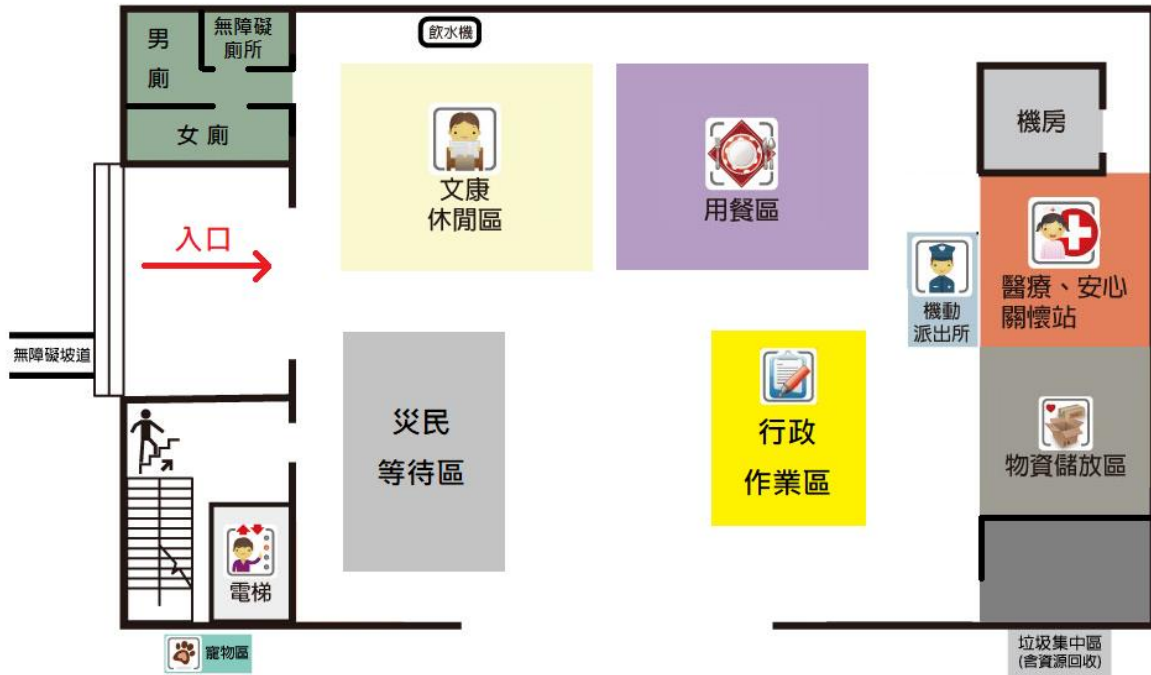 男
廁
無障礙
廁所
女廁
飲水機
文康
休閒區
用餐區
機房
入口
醫療、安心
關懷站
機動
派出所
無障礙坡道
災民
等待區
行政
作業區
物資儲放區
電梯
寵物區
垃圾集中區
(含資源回收)